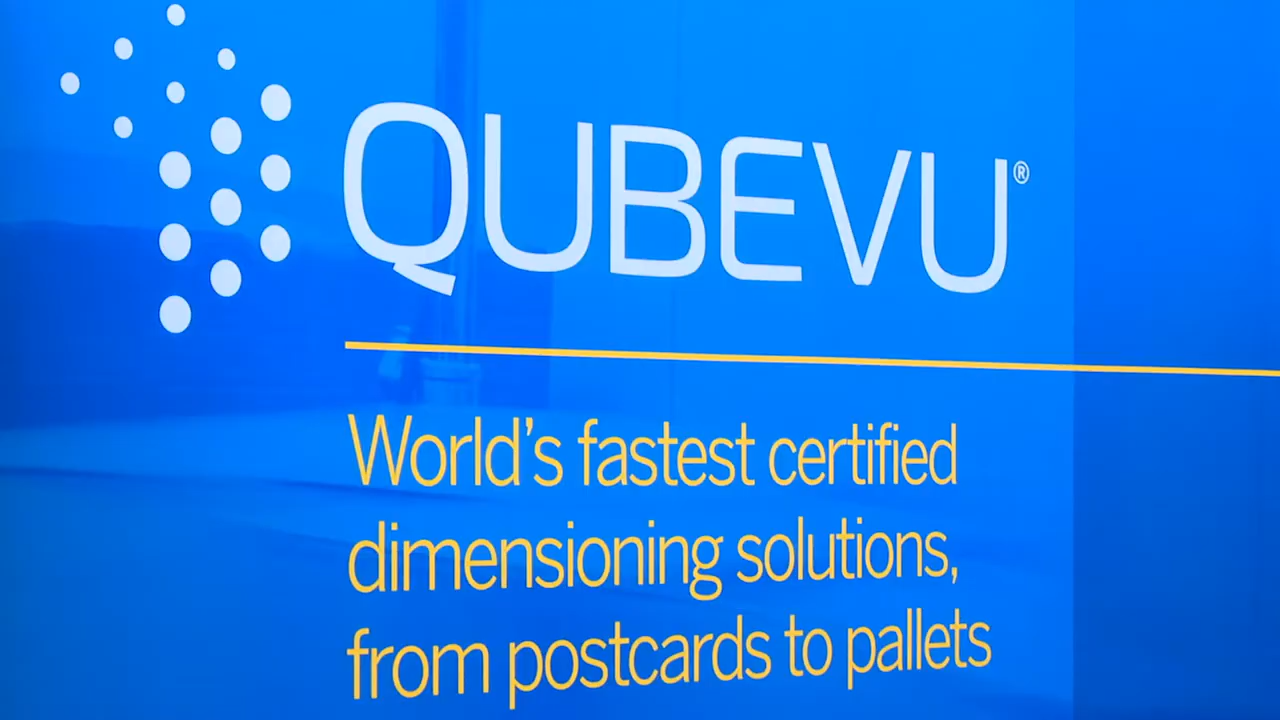 QUBEVU®
World's fastest certified
dimensioning solutions,
from postcards to pallets